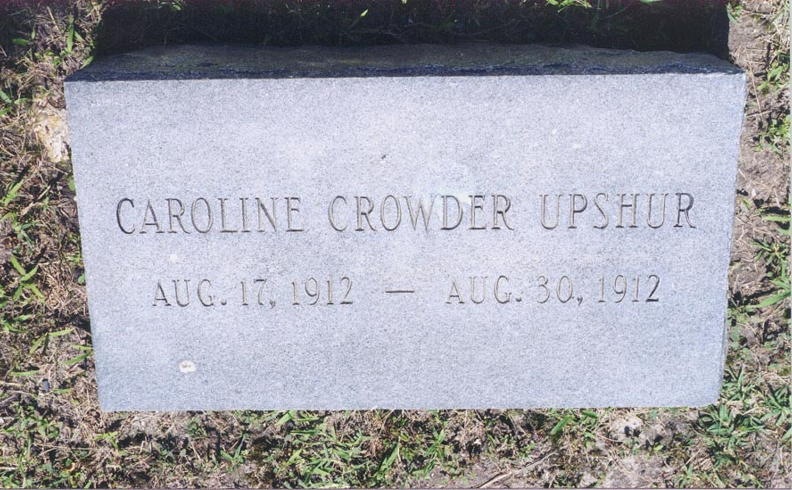 CAROLINE CROWDER UPSHUR
AUG. 17, 1912 — AUG. 30, 1912